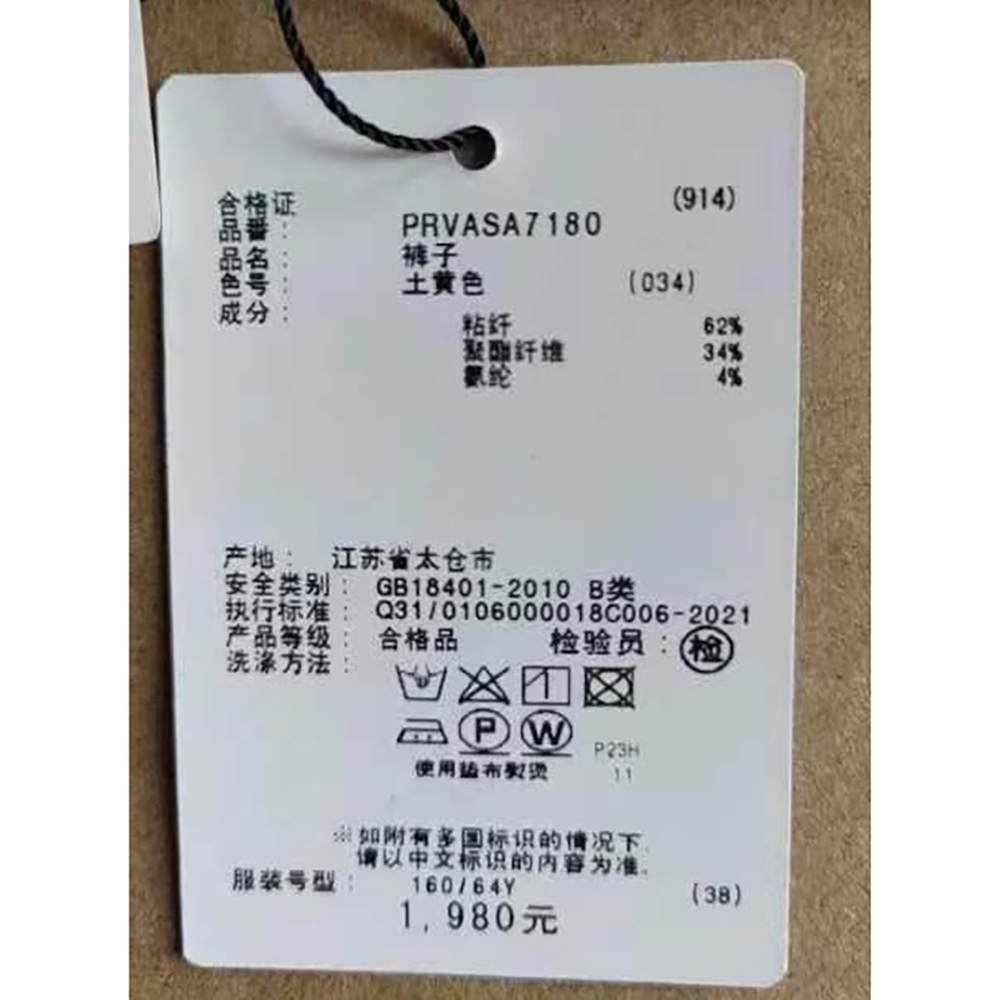 合格证 (914)
品番： PRVASA7180
品名： 裤子
色号： 土黄色 (034)
成分：
粘纤 62%
聚酯纤维 34%
氨纶 4%
产地： 江苏省太仓市
安全类别： GB18401-2010 B类
执行标准： Q31/0106000018C006-2021
产品等级： 合格品 检验员： 检
洗涤方法：
P W P23H
使用垫布熨烫 11
※如附有多国标识的情况下，
请以中文标识的内容为准。
服装号型： 160/64Y (38)
1,980元